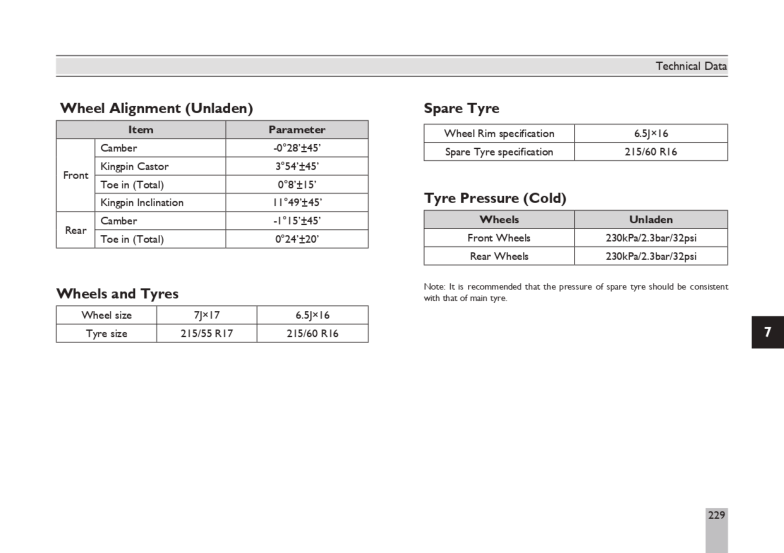 Technical Data
Wheel Alignment (Unladen)
Item Parameter
Front
Camber -0°28'±45'
Kingpin Castor 3°54'±45'
Toe in (Total) 0°8'±15'
Kingpin Inclination 11°49'±45'
Rear
Camber -1°15'±45'
Toe in (Total) 0°24'±20'
Wheels and Tyres
Wheel size 7J×17 6.5J×16
Tyre size 215/55 R17 215/60 R16
Spare Tyre
Wheel Rim specification 6.5J×16
Spare Tyre specification 215/60 R16
Tyre Pressure (Cold)
Wheels Unladen
Front Wheels 230kPa/2.3bar/32psi
Rear Wheels 230kPa/2.3bar/32psi
Note: It is recommended that the pressure of spare tyre should be consistent
with that of main tyre.
7
229